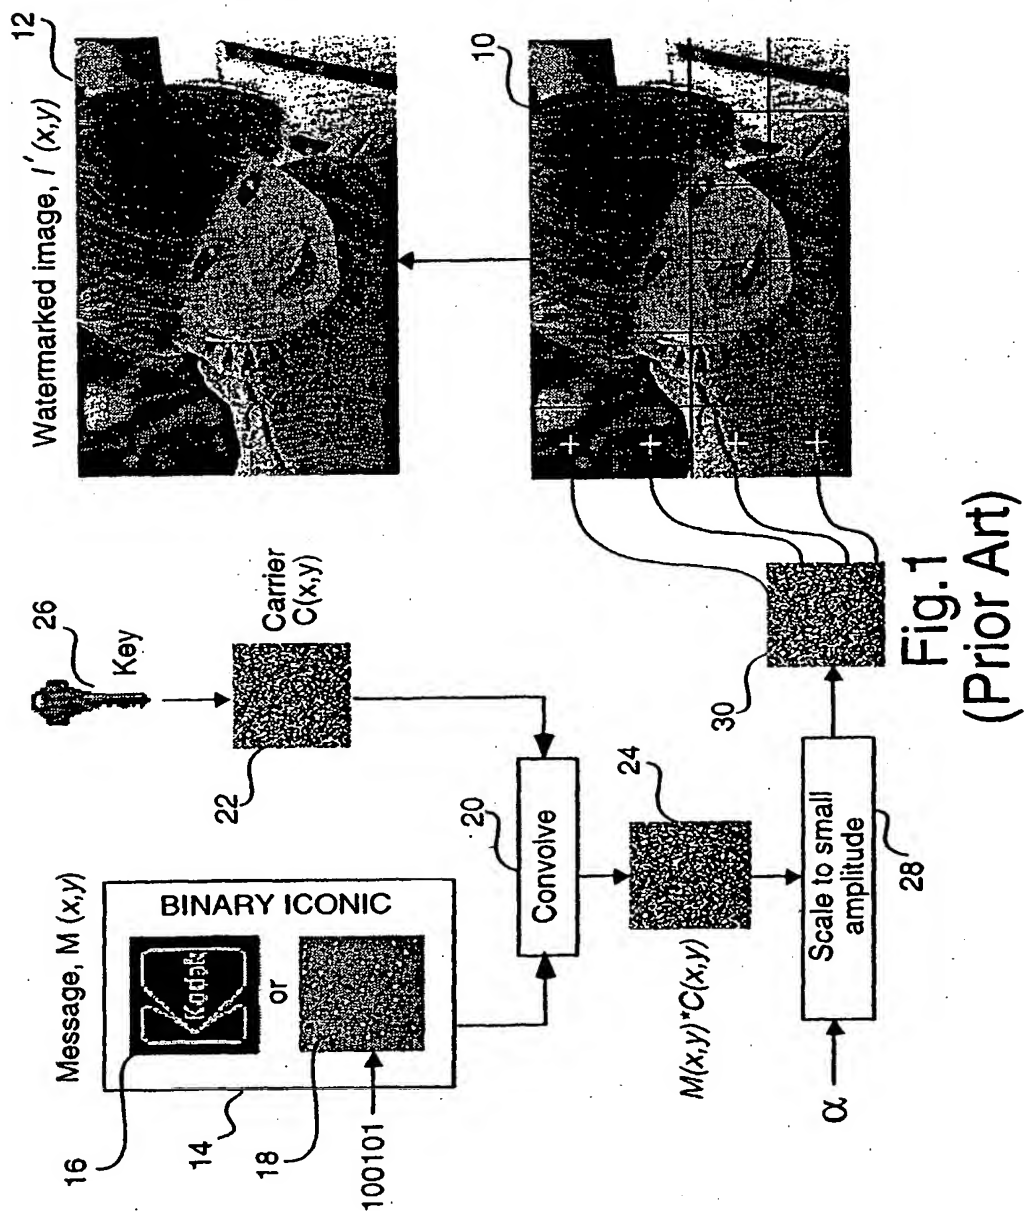 Message, M (x,y)
BINARY ICONIC
16
Kodak
or
14
18
100101
26
Key
22
Carrier
C(x,y)
20
Convolve
24
M(x,y)*C(x,y)
α
Scale to small
amplitude
28
30
Watermarked image, I′(x,y)
12
10
Fig.1
(Prior Art)